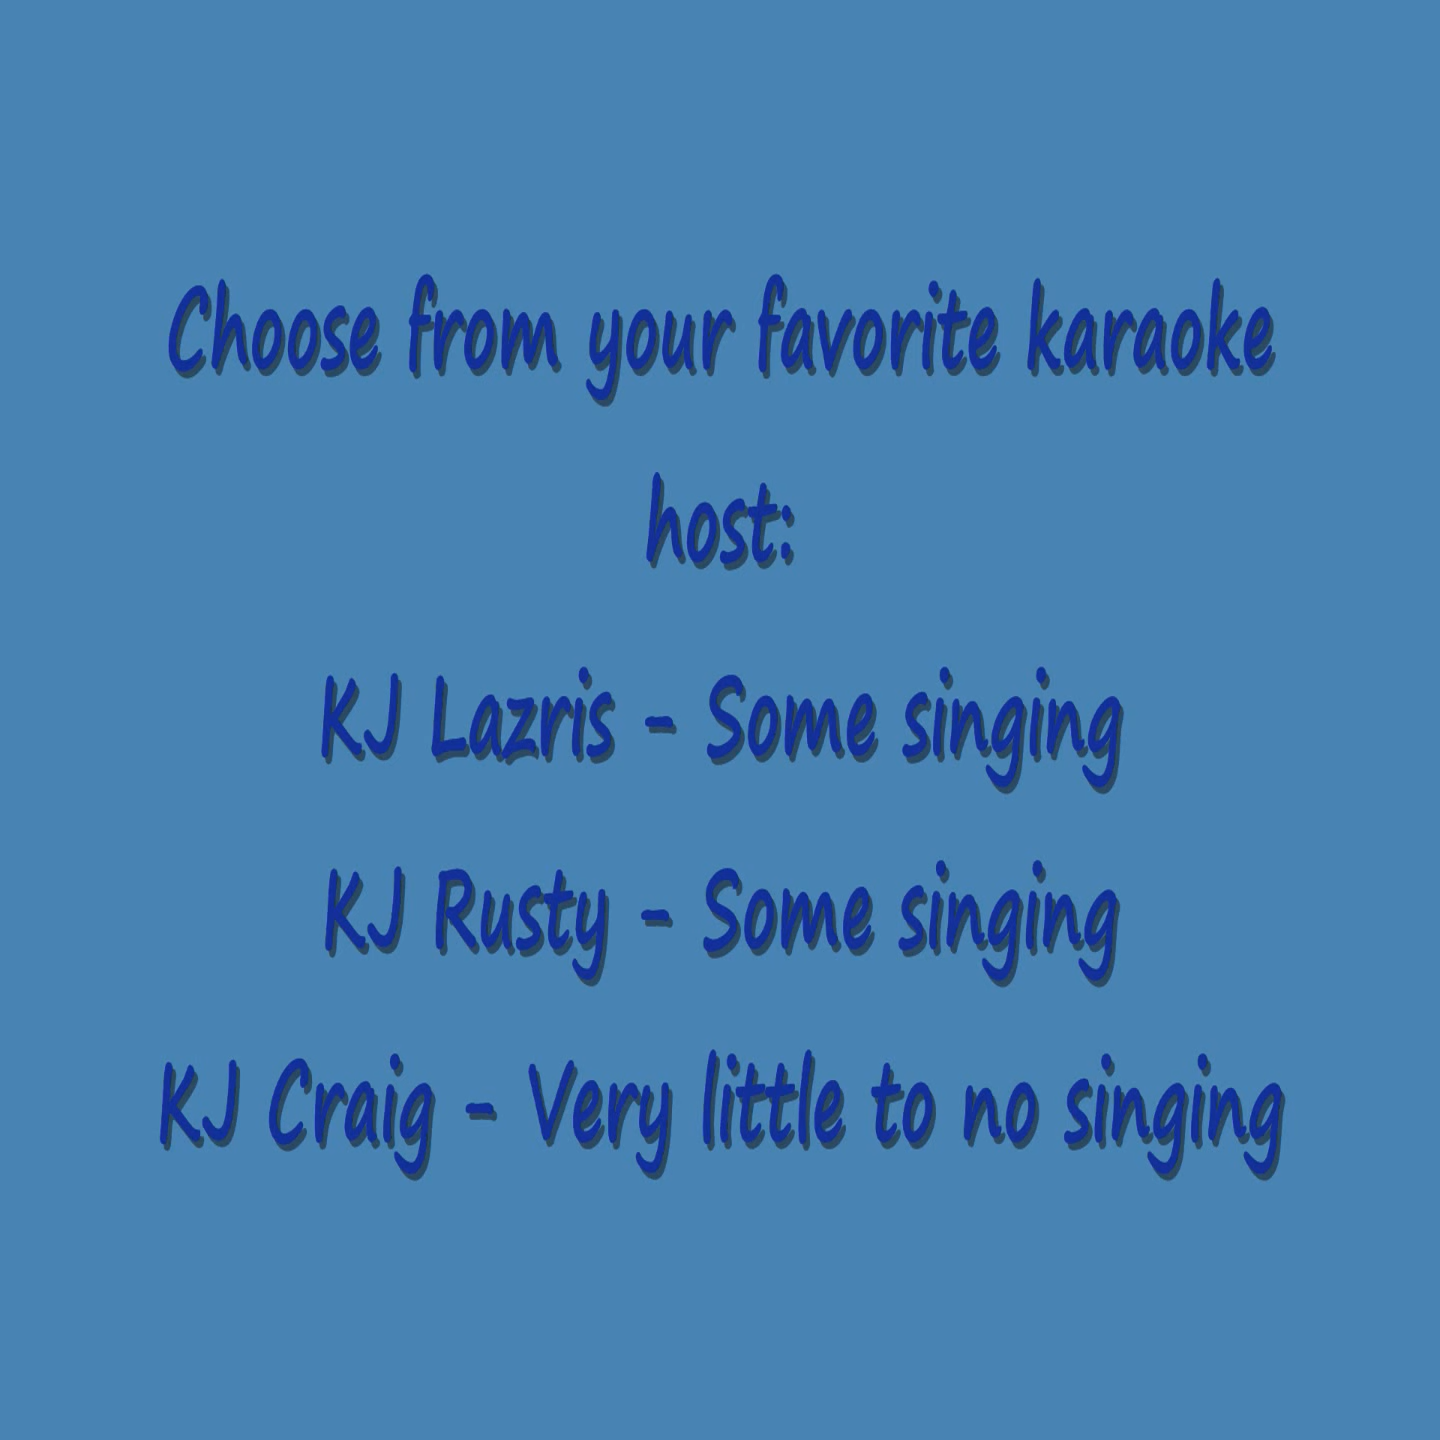 Choose from your favorite karaoke
host:
KJ Lazris - Some singing
KJ Rusty - Some singing
KJ Craig - Very little to no singing